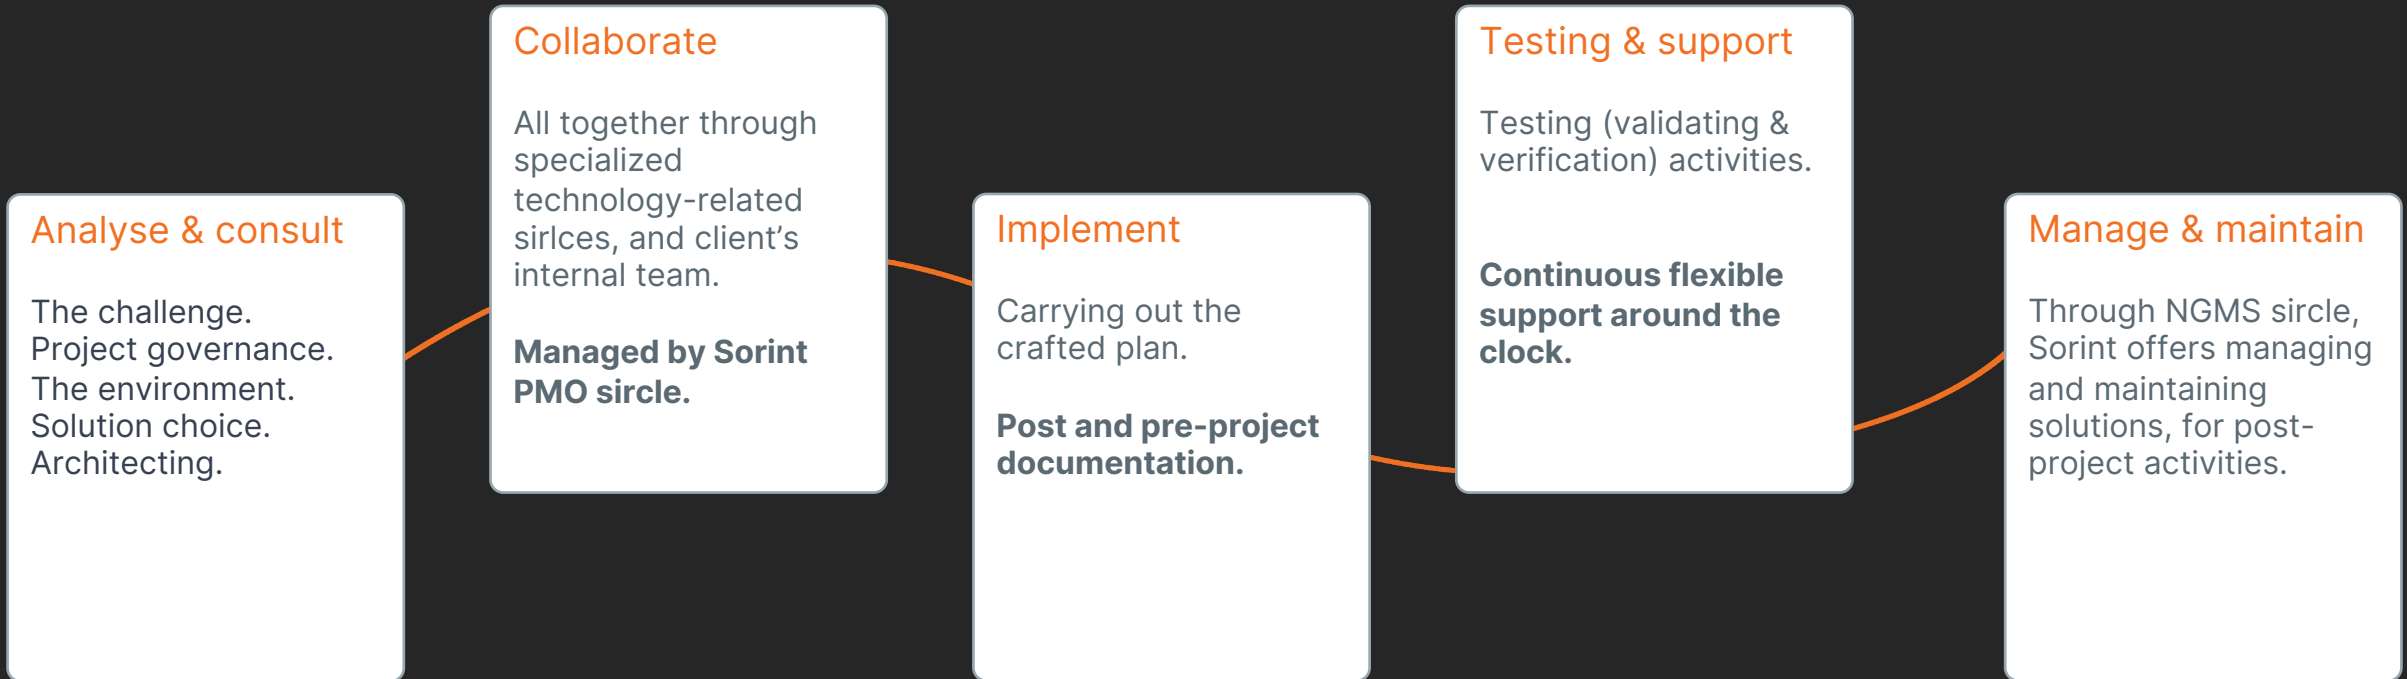 Analyse & consult
The challenge.
Project governance.
The environment.
Solution choice.
Architecting.
Collaborate
All together through
specialized
technology-related
sirlces, and client’s
internal team.
Managed by Sorint
PMO sircle.
Implement
Carrying out the
crafted plan.
Post and pre-project
documentation.
Testing & support
Testing (validating &
verification) activities.
Continuous flexible
support around the
clock.
Manage & maintain
Through NGMS sircle,
Sorint offers managing
and maintaining
solutions, for post-
project activities.